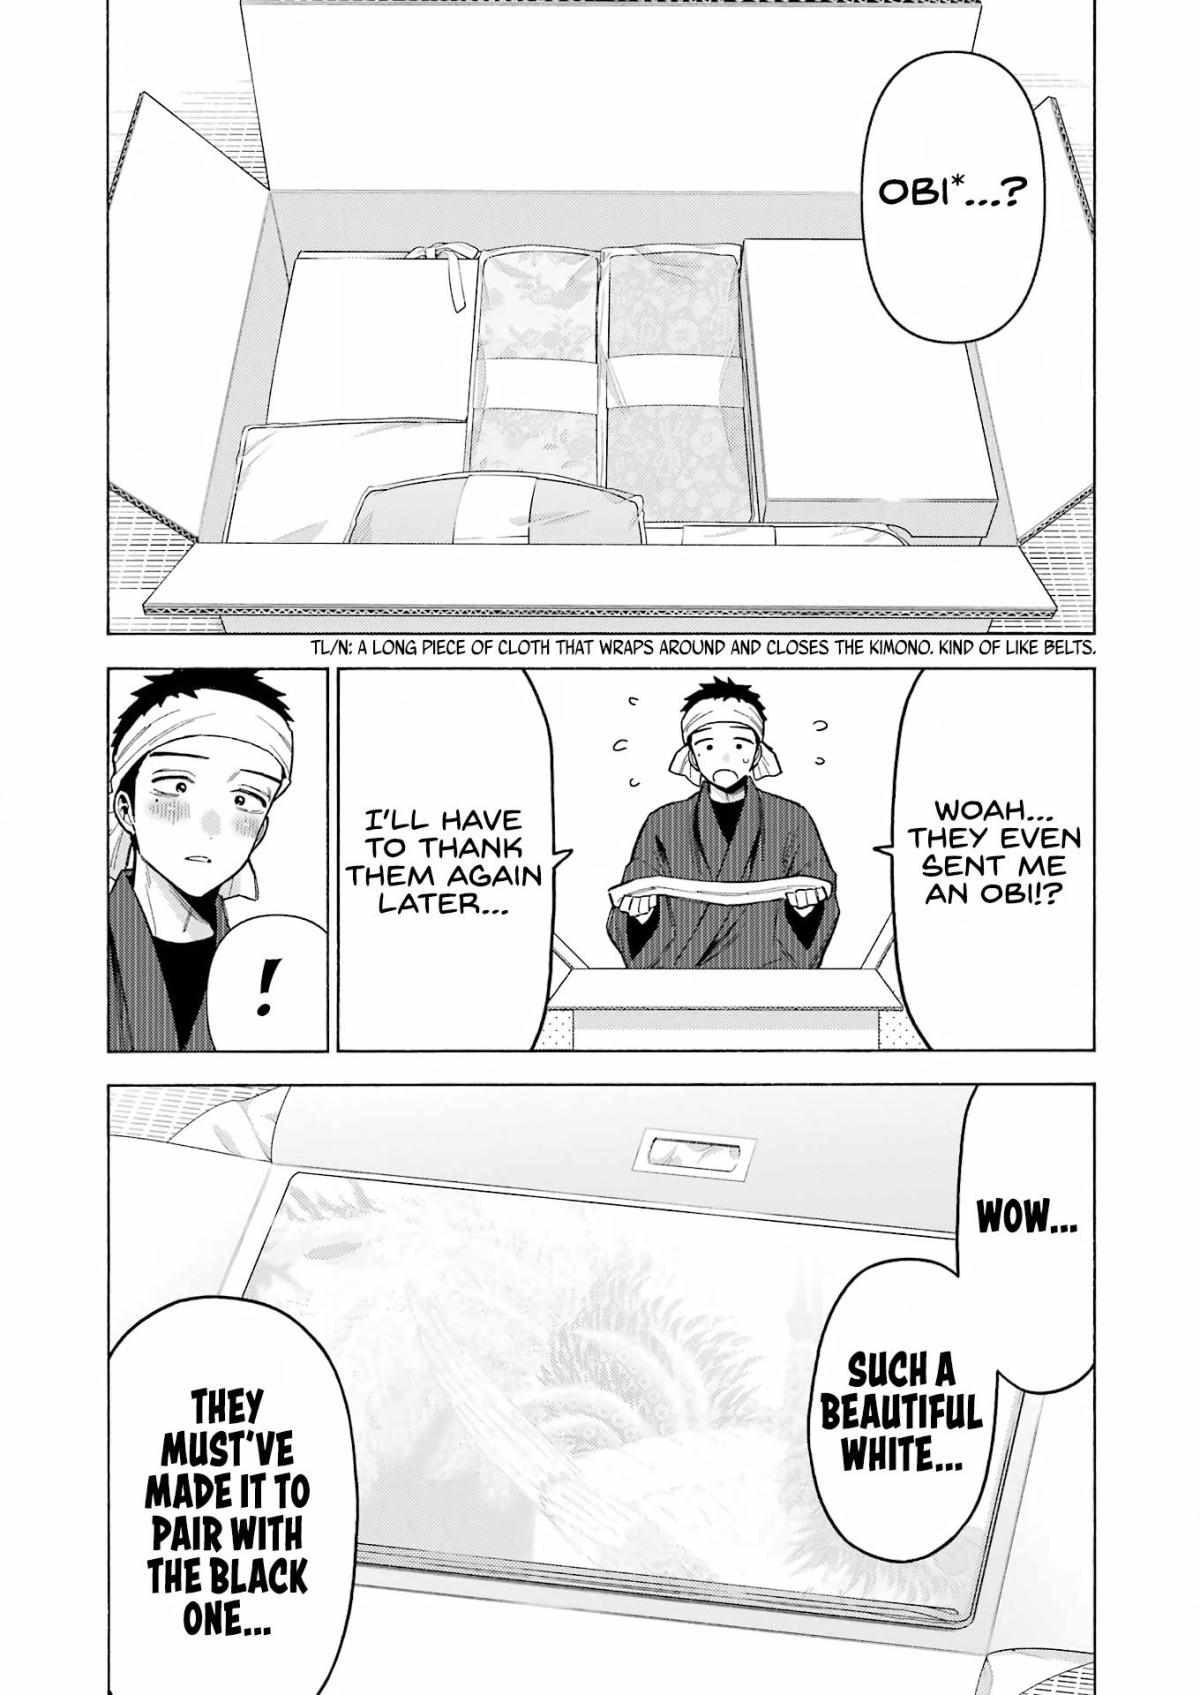 OBI*...?
TL/N: A LONG PIECE OF CLOTH THAT WRAPS AROUND AND CLOSES THE KIMONO. KIND OF LIKE BELTS.
WOAH...
THEY EVEN
SENT ME
AN OBI!?
I'LL HAVE
TO THANK
THEM AGAIN
LATER...
!
WOW...
SUCH A
BEAUTIFUL
WHITE...
THEY
MUST'VE
MADE IT TO
PAIR WITH
THE BLACK
ONE...